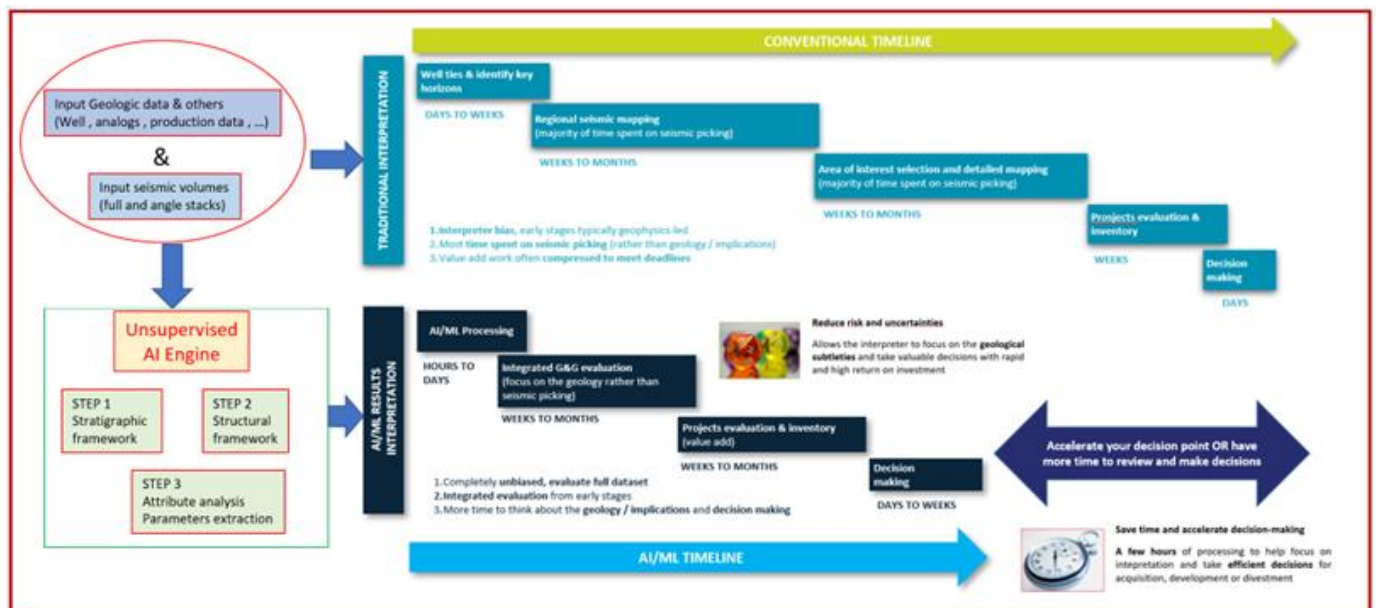 CONVENTIONAL TIMELINE
Input Geologic data & others
(Well , analogs , production data , ...)
&
Input seismic volumes
(full and angle stacks)
TRADITIONAL INTERPRETATION
Well ties & identify key
horizons
DAYS TO WEEKS
Regional seismic mapping
(majority of time spent on seismic picking)
WEEKS TO MONTHS
Area of interest selection and detailed mapping
(majority of time spent on seismic picking)
WEEKS TO MONTHS
Prosjects evaluation &
inventory
WEEKS
Decision
making
DAYS
1.Interpreter bias, early stages typically geophysics-led
2. Most time spent on seismic picking (rather than geology / implications)
3. Value add work often compressed to meet deadlines
Unsupervised
AI Engine
STEP 1
Stratigraphic
framework
STEP 2
Structural
framework
STEP 3
Attribute analysis
Parameters extraction
AI/ML RESULTS
INTERPRETATION
AI/ML Processing
HOURS TO
DAYS
Integrated G&G evaluation
(focus on the geology rather than
seismic picking)
WEEKS TO MONTHS
Projects evaluation & inventory
(value add)
WEEKS TO MONTHS
Decision
making
DAYS TO WEEKS
Reduce risk and uncertainties
Allows the interpreter to focus on the geological
subtleties and take valuable decisions with rapid
and high return on investment
1.Completely unbiased, evaluate full dataset
2.Integrated evaluation from early stages
3. More time to think about the geology / implications and decision making
Accelerate your decision point OR have
more time to review and make decisions
AI/ML TIMELINE
Save time and accelerate decision-making
A few hours of processing to help focus on
intepretation and take efficient decisions for
acquisition, development or divestment